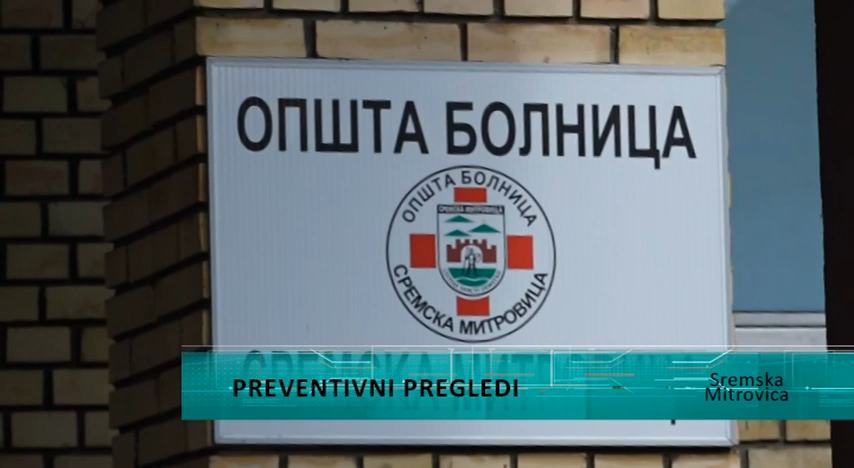 ОПШТА БОЛНИЦА
ОПШТА БОЛНИЦА
СРЕМСКА МИТРОВИЦА
СРЕМСКА МИТРОВИЦА
PREVENTIVNI PREGLEDI
Sremska
Mitrovica